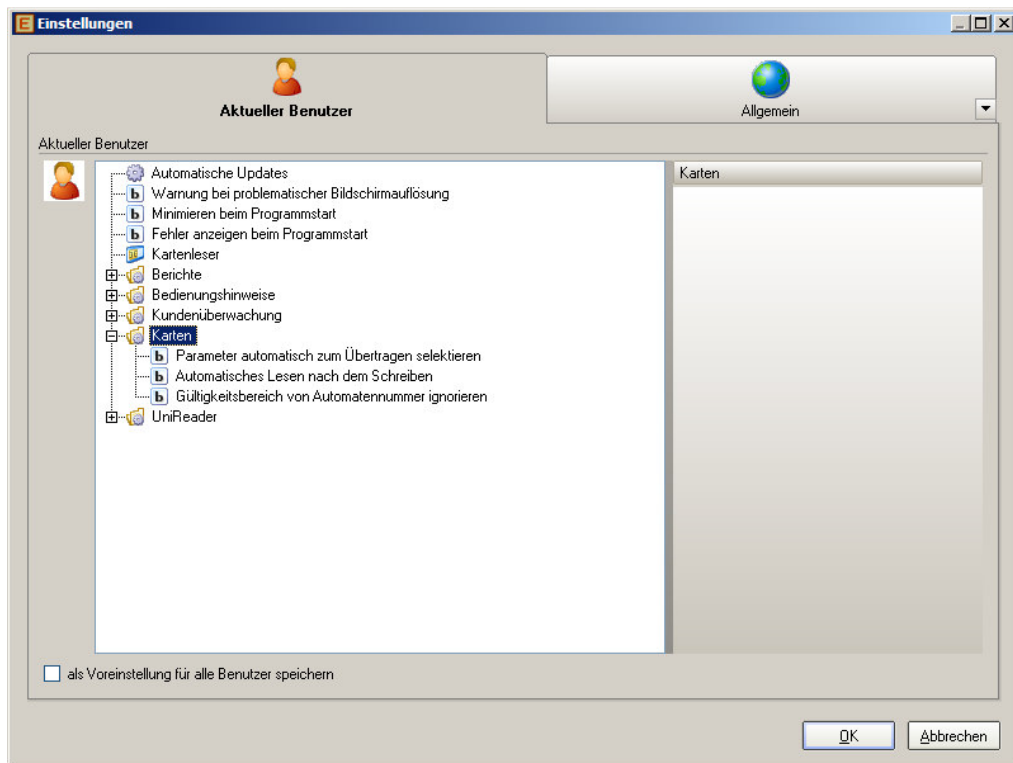 Einstellungen
Aktueller Benutzer
Allgemein
Aktueller Benutzer
Automatische Updates
Karten
Warnung bei problematischer Bildschirmauflösung
Minimieren beim Programmstart
Fehler anzeigen beim Programmstart
Kartenleser
Berichte
Bedienungshinweise
Kundenüberwachung
Karten
Parameter automatisch zum Übertragen selektieren
Automatisches Lesen nach dem Schreiben
Gültigkeitsbereich von Automatennummer ignorieren
UniReader
als Voreinstellung für alle Benutzer speichern
OK
Abbrechen